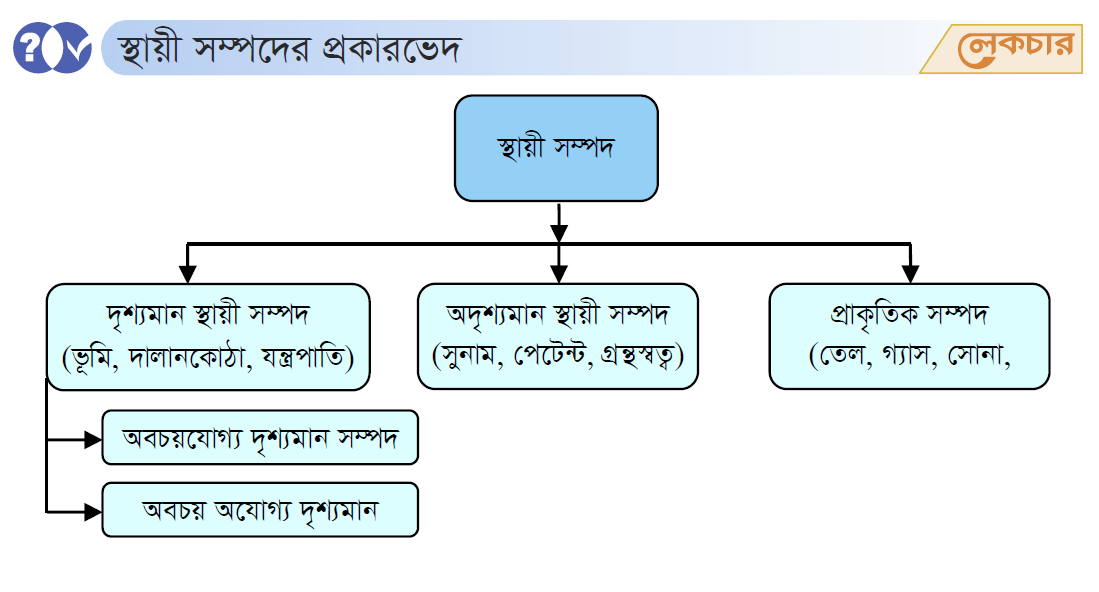 স্থায়ী সম্পদের প্রকারভেদ
লেকচার
স্থায়ী সম্পদ
দৃশ্যমান স্থায়ী সম্পদ
(ভূমি, দালানকোঠা, যন্ত্রপাতি)
অদৃশ্যমান স্থায়ী সম্পদ
(সুনাম, পেটেন্ট, গ্রন্থস্বত্ব)
প্রাকৃতিক সম্পদ
(তেল, গ্যাস, সোনা,
অবচয়যোগ্য দৃশ্যমান সম্পদ
অবচয় অযোগ্য দৃশ্যমান